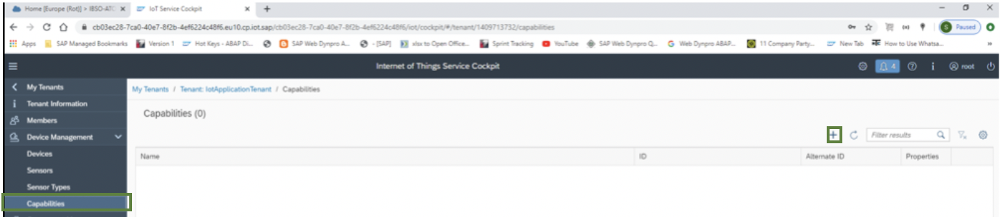 Home [Europe (Rot)] > IBSO-ATC
IoT Service Cockpit
cb03ec28-7ca0-40e7-8f2b-4ef6224c48f6.eu10.cp.iot.sap/cb03ec28-7ca0-40e7-8f2b-4ef6224c48f6/iot/cockpit/#/tenant/1409713732/capabilities
S Paused
Apps SAP Managed Bookmarks Version 1 Hot Keys - ABAP Di... SAP Web Dynpro A... - [SAP] xlsx to Open Office... Sprint Tracking YouTube SAP Web Dynpro Q... Web Dynpro ABAP... 11 Company Party... New Tab How to Use Whatsa... »
Internet of Things Service Cockpit
4 root
My Tenants
My Tenants / Tenant: IotApplicationTenant / Capabilities
Tenant Information
Capabilities (0)
Members
Device Management
Filter results
Devices
Name ID Alternate ID Properties
Sensors
Sensor Types
Capabilities